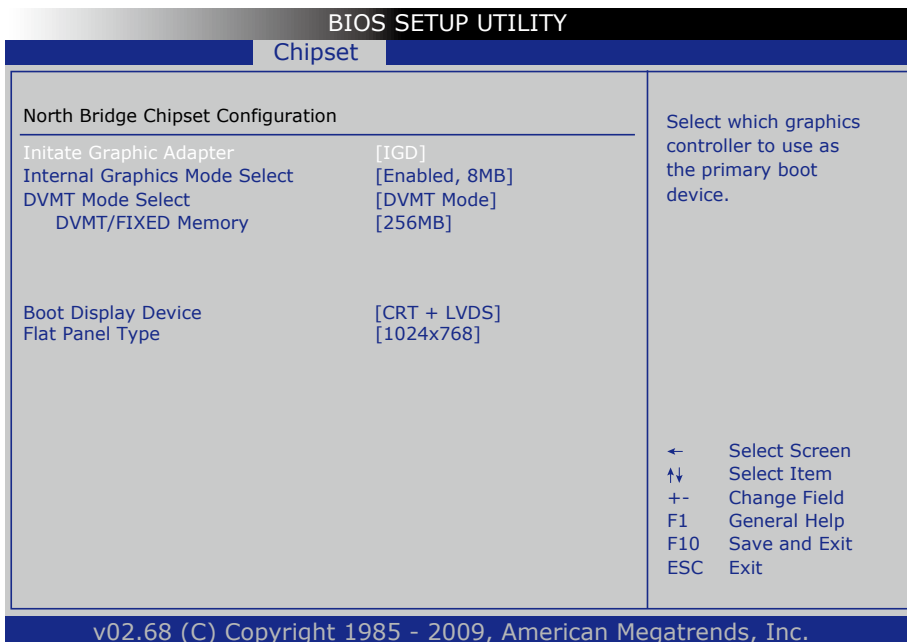 BIOS SETUP UTILITY
Chipset
North Bridge Chipset Configuration
Initate Graphic Adapter [IGD]
Internal Graphics Mode Select [Enabled, 8MB]
DVMT Mode Select [DVMT Mode]
DVMT/FIXED Memory [256MB]
Boot Display Device [CRT + LVDS]
Flat Panel Type [1024x768]
Select which graphics
controller to use as
the primary boot
device.
← Select Screen
↑↓ Select Item
+- Change Field
F1 General Help
F10 Save and Exit
ESC Exit
v02.68 (C) Copyright 1985 - 2009, American Megatrends, Inc.